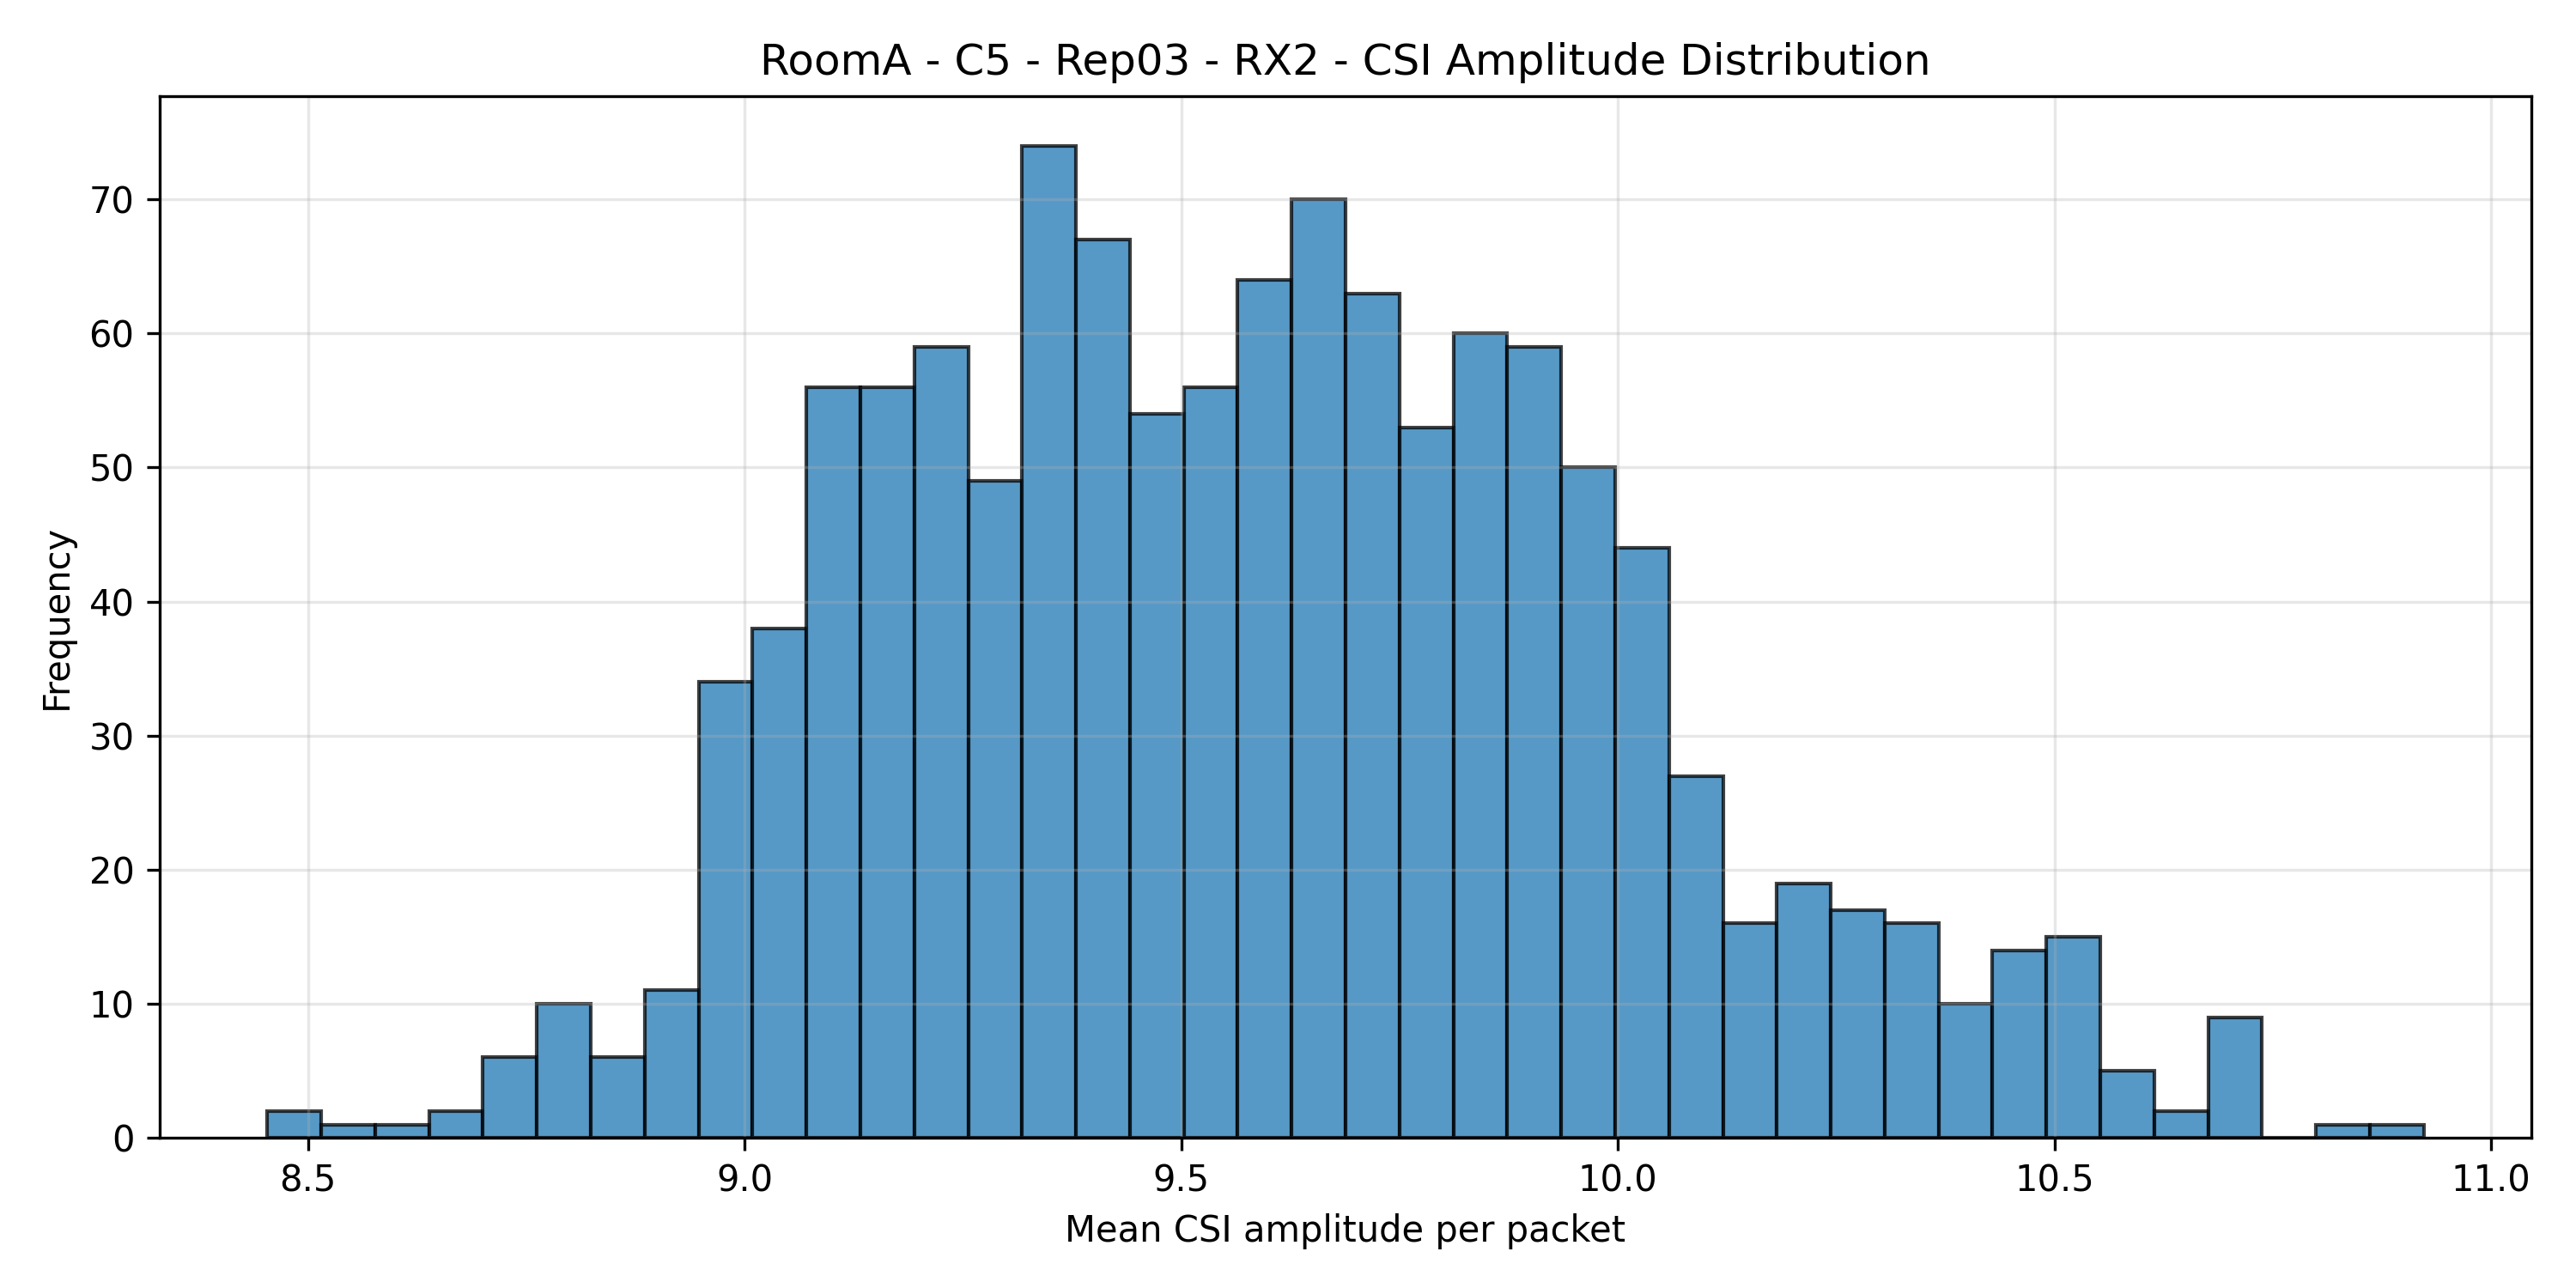 RoomA - C5 - Rep03 - RX2 - CSI Amplitude Distribution
Frequency
70
60
50
40
30
20
10
0
8.5 9.0 9.5 10.0 10.5 11.0
Mean CSI amplitude per packet